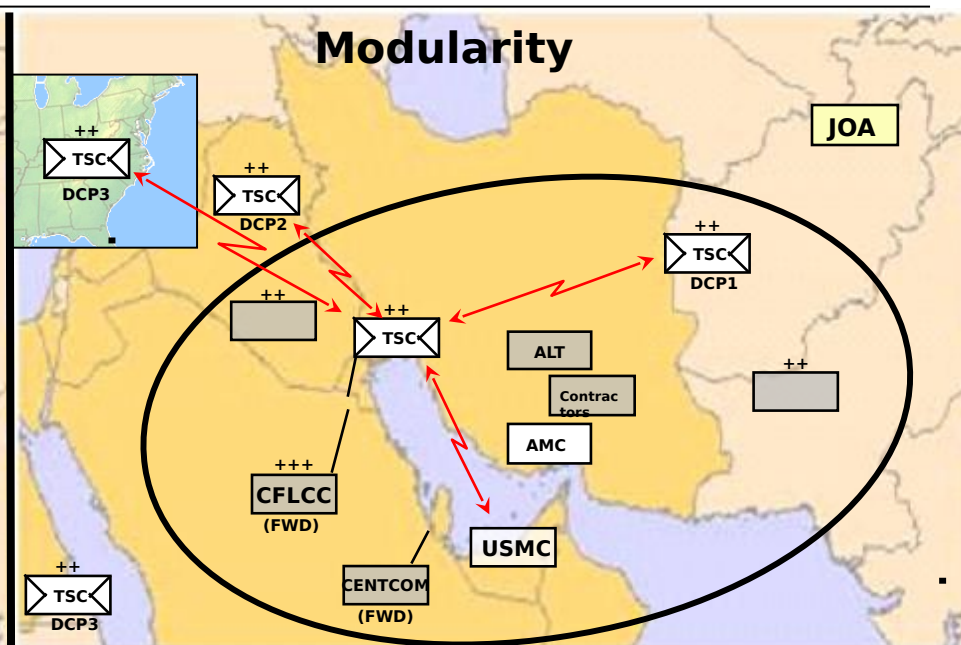 Modularity
JOA
++
TSC
DCP3
++
TSC
DCP2
++
TSC
DCP1
++
++
TSC
ALT
++
Contrac
tors
AMC
+++
CFLCC
(FWD)
USMC
CENTCOM
(FWD)
++
TSC
DCP3